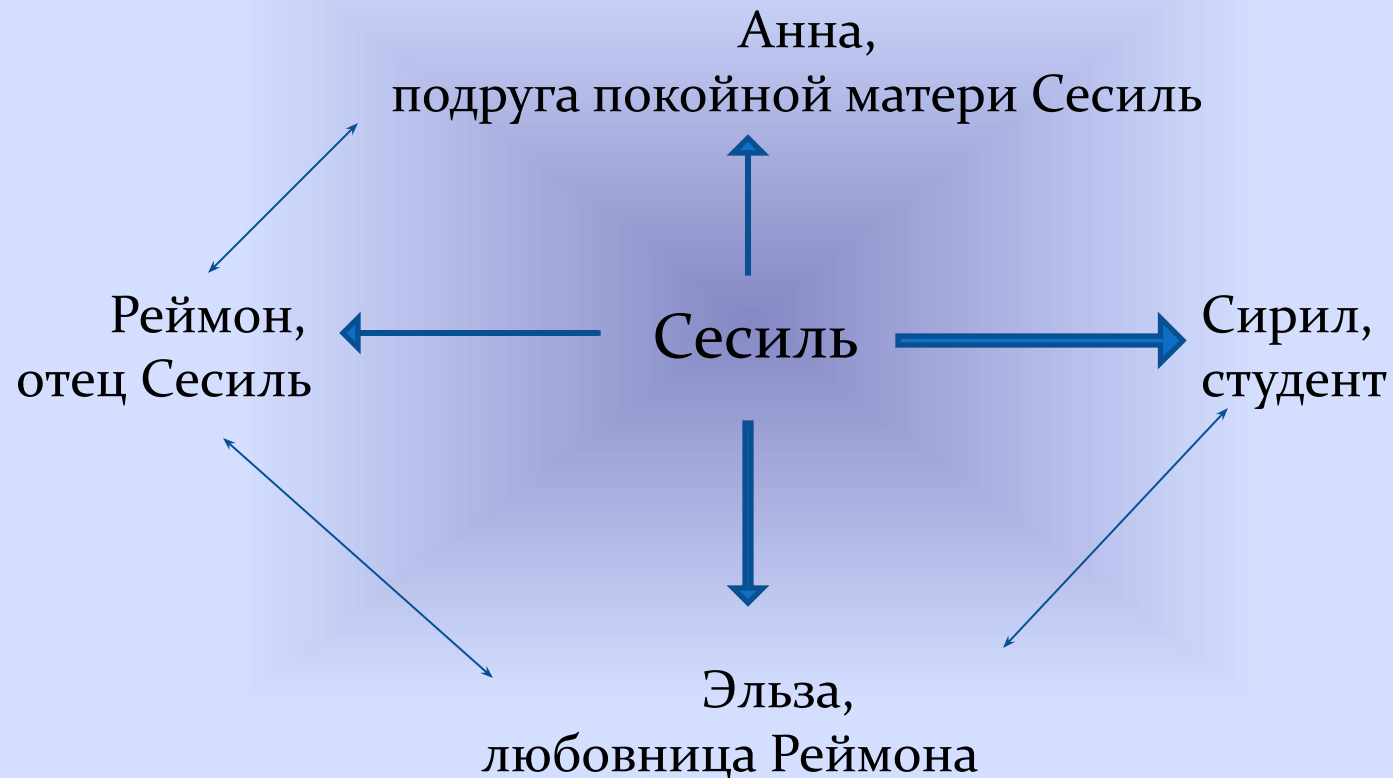 Анна,
подруга покойной матери Сесиль
Реймон,
отец Сесиль
Сесиль
Сирил,
студент
Эльза,
любовница Реймона